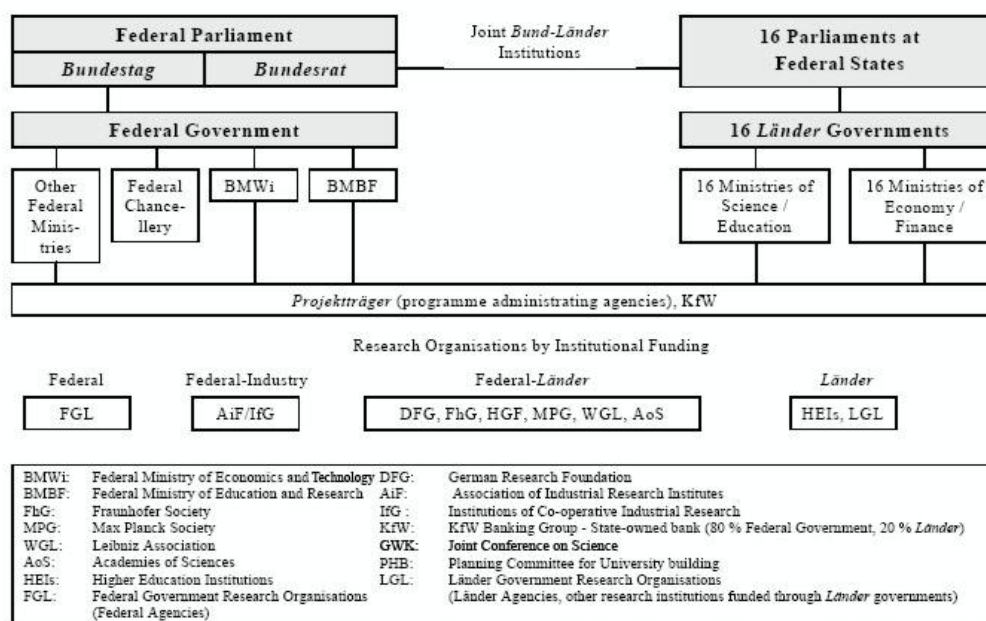 Federal Parliament
Bundestag
Bundesrat
Joint Bund-Länder
Institutions
16 Parliaments at
Federal States
Federal Government
16 Länder Governments
Other
Federal
Minis-
tries
Federal
Chance-
llery
BMWi
BMBF
16 Ministries of
Science /
Education
16 Ministries of
Economy /
Finance
Projektträger (programme administrating agencies), KfW
Research Organisations by Institutional Funding
Federal
Federal-Industry
Federal-Länder
Länder
FGL
AiF/IfG
DFG, FhG, HGF, MPG, WGL, AoS
HEIs, LGL
BMWi: Federal Ministry of Economics and Technology
BMBF: Federal Ministry of Education and Research
FhG: Fraunhofer Society
MPG: Max Planck Society
WGL: Leibniz Association
AoS: Academies of Sciences
HEIs: Higher Education Institutions
FGL: Federal Government Research Organisations
(Federal Agencies)
DFG: German Research Foundation
AiF: Association of Industrial Research Institutes
IfG : Institutions of Co-operative Industrial Research
KfW: KfW Banking Group - State-owned bank (80 % Federal Government, 20 % Länder)
GWK: Joint Conference on Science
PHB: Planning Committee for University building
LGL: Länder Government Research Organisations
(Länder Agencies, other research institutions funded through Länder governments)